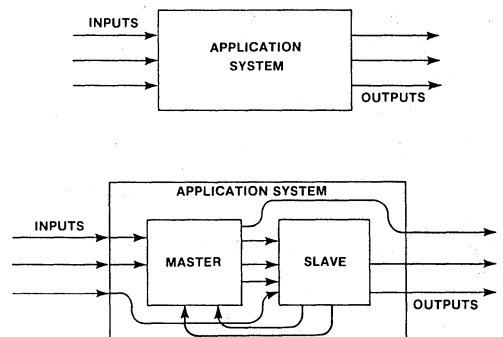 INPUTS
APPLICATION
SYSTEM
OUTPUTS
APPLICATION SYSTEM
INPUTS
MASTER
SLAVE
OUTPUTS